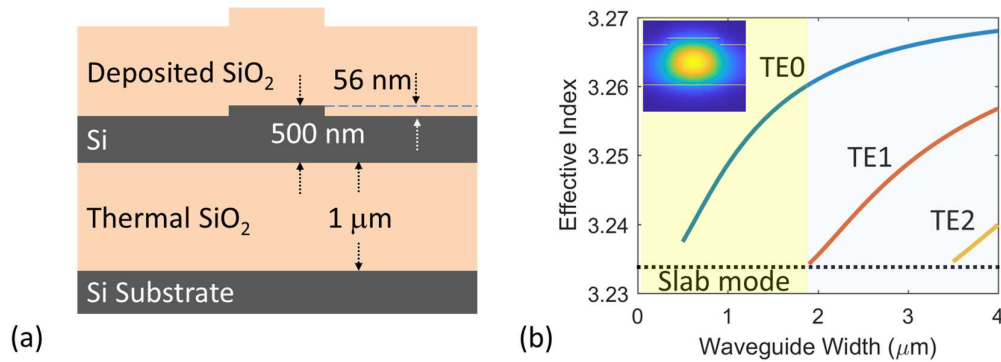 Deposited SiO₂
56 nm
Si
500 nm
Thermal SiO₂
1 μm
Si Substrate
(a)
3.27
3.26
3.25
3.24
3.23
Effective Index
TE0
TE1
TE2
Slab mode
0
1
2
3
4
Waveguide Width (μm)
(b)